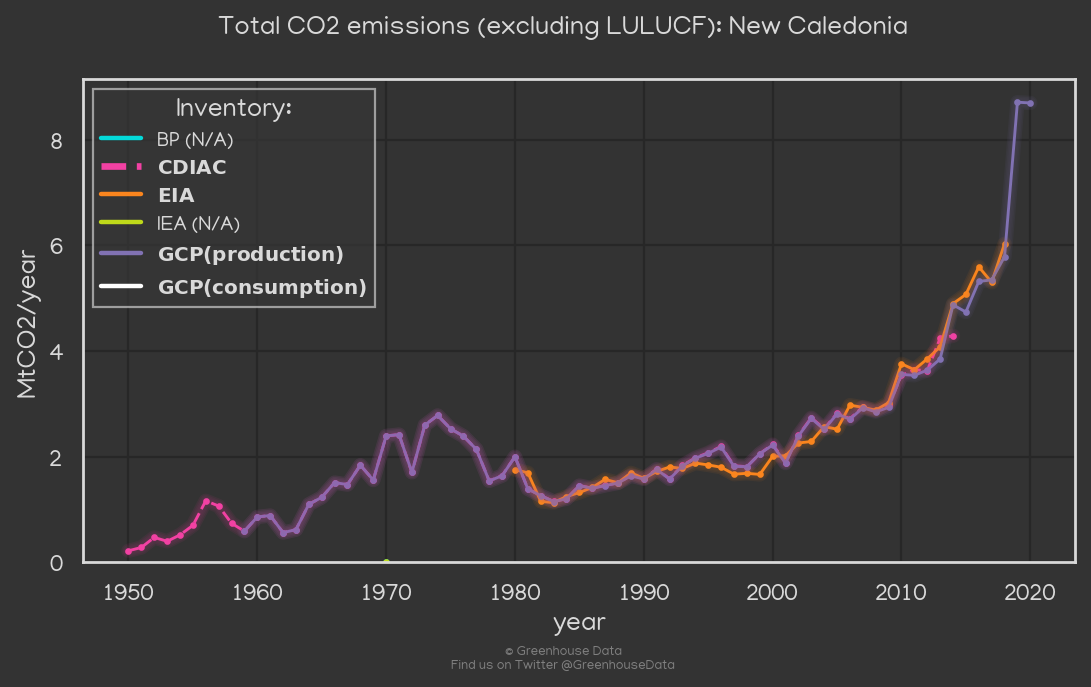 Total CO2 emissions (excluding LULUCF): New Caledonia
Inventory:
BP (N/A)
CDIAC
EIA
IEA (N/A)
GCP(production)
GCP(consumption)
MtCO2/year
8
6
4
2
0
1950 1960 1970 1980 1990 2000 2010 2020
year
© Greenhouse Data
Find us on Twitter @GreenhouseData